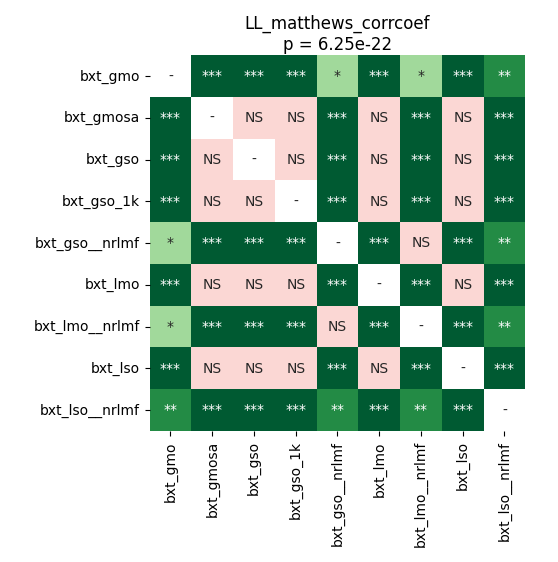 LL_matthews_corrcoef
p = 6.25e-22
bxt_gmo - *** *** *** * *** * *** **
bxt_gmosa *** - NS NS *** NS *** NS ***
bxt_gso *** NS - NS *** NS *** NS ***
bxt_gso_1k *** NS NS - *** NS *** NS ***
bxt_gso__nrlmf * *** *** *** - *** NS *** **
bxt_lmo *** NS NS NS *** - *** NS ***
bxt_lmo__nrlmf * *** *** *** NS *** - *** **
bxt_lso *** NS NS NS *** NS *** - ***
bxt_lso__nrlmf ** *** *** *** ** *** ** *** -
bxt_gmo
bxt_gmosa
bxt_gso
bxt_gso_1k
bxt_gso__nrlmf
bxt_lmo
bxt_lmo__nrlmf
bxt_lso
bxt_lso__nrlmf